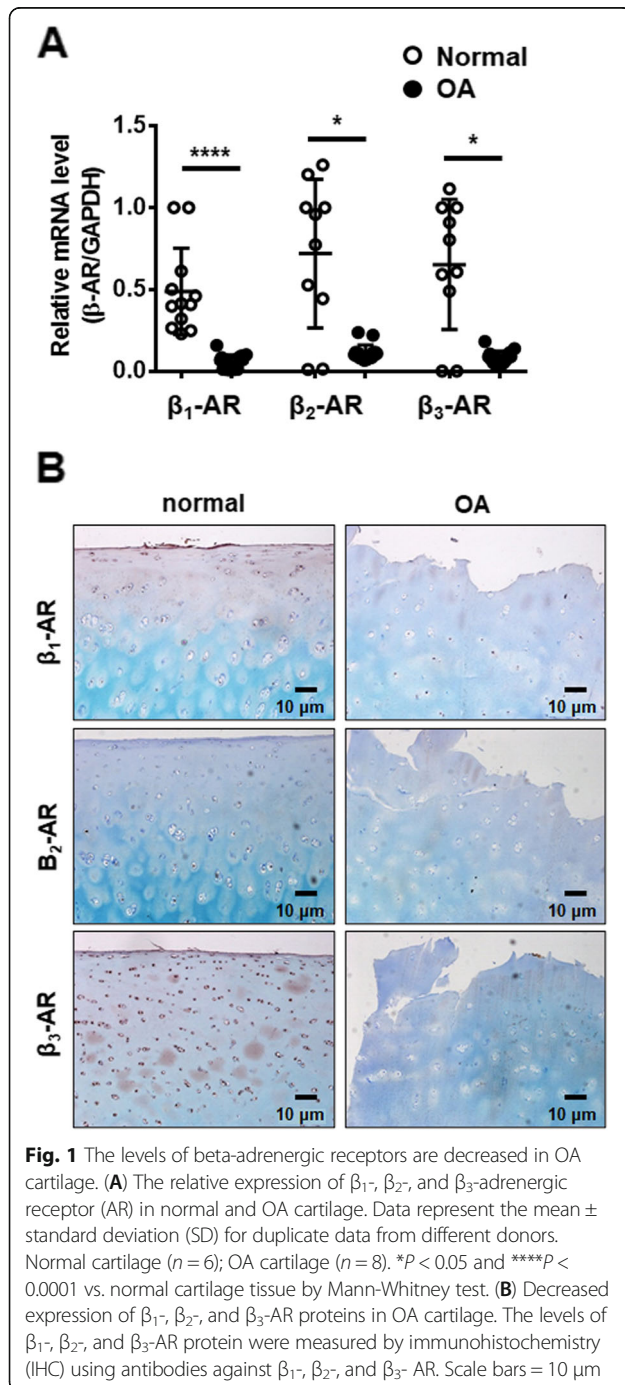 A
Normal
OA
Relative mRNA level
(β-AR/GAPDH)
1.5
1.0
0.5
0.0
****
*
*
β₁-AR
β₂-AR
β₃-AR
B
normal
OA
β₁-AR
10 µm
10 µm
B₂-AR
10 µm
10 µm
β₃-AR
10 µm
10 µm
Fig. 1 The levels of beta-adrenergic receptors are decreased in OA
cartilage. (A) The relative expression of β₁-, β₂-, and β₃-adrenergic
receptor (AR) in normal and OA cartilage. Data represent the mean ±
standard deviation (SD) for duplicate data from different donors.
Normal cartilage (n = 6); OA cartilage (n = 8). *P < 0.05 and ****P <
0.0001 vs. normal cartilage tissue by Mann-Whitney test. (B) Decreased
expression of β₁-, β₂-, and β₃-AR proteins in OA cartilage. The levels of
β₁-, β₂-, and β₃-AR protein were measured by immunohistochemistry
(IHC) using antibodies against β₁-, β₂-, and β₃- AR. Scale bars = 10 µm